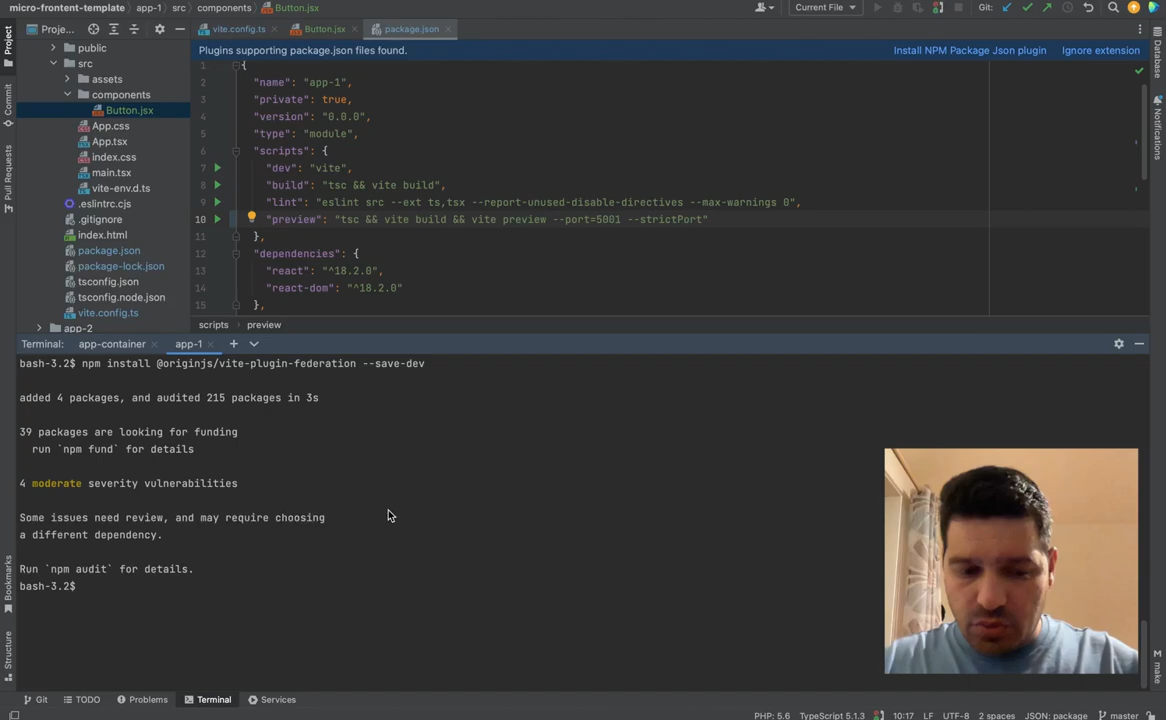 micro-frontent-template
app-1
src
components
Button.jsx
Current File
Git:
Proje...
vite.config.ts
Button.jsx
package.json
public
src
assets
components
Button.jsx
App.css
App.tsx
index.css
main.tsx
vite-env.d.ts
.eslintrc.cjs
.gitignore
index.html
package.json
package-lock.json
tsconfig.json
tsconfig.node.json
vite.config.ts
app-2
Plugins supporting package.json files found.
Install NPM Package Json plugin
Ignore extension
1 {
2 "name": "app-1",
3 "private": true,
4 "version": "0.0.0",
5 "type": "module",
6 "scripts": {
7 "dev": "vite",
8 "build": "tsc && vite build",
9 "lint": "eslint src --ext ts,tsx --report-unused-disable-directives --max-warnings 0",
10 "preview": "tsc && vite build && vite preview --port=5001 --strictPort"
11 },
12 "dependencies": {
13 "react": "^18.2.0",
14 "react-dom": "^18.2.0"
15 },
scripts
preview
Terminal:
app-container
app-1
bash-3.2$ npm install @originjs/vite-plugin-federation --save-dev
added 4 packages, and audited 215 packages in 3s
39 packages are looking for funding
run `npm fund` for details
4 moderate severity vulnerabilities
Some issues need review, and may require choosing
a different dependency.
Run `npm audit` for details.
bash-3.2$
Project
Commit
Pull Requests
Bookmarks
Structure
Database
Notifications
make
Git
TODO
Problems
Terminal
Services
PHP: 5.6
TypeScript 5.1.3
10:17
LF
UTF-8
2 spaces
JSON: package
master